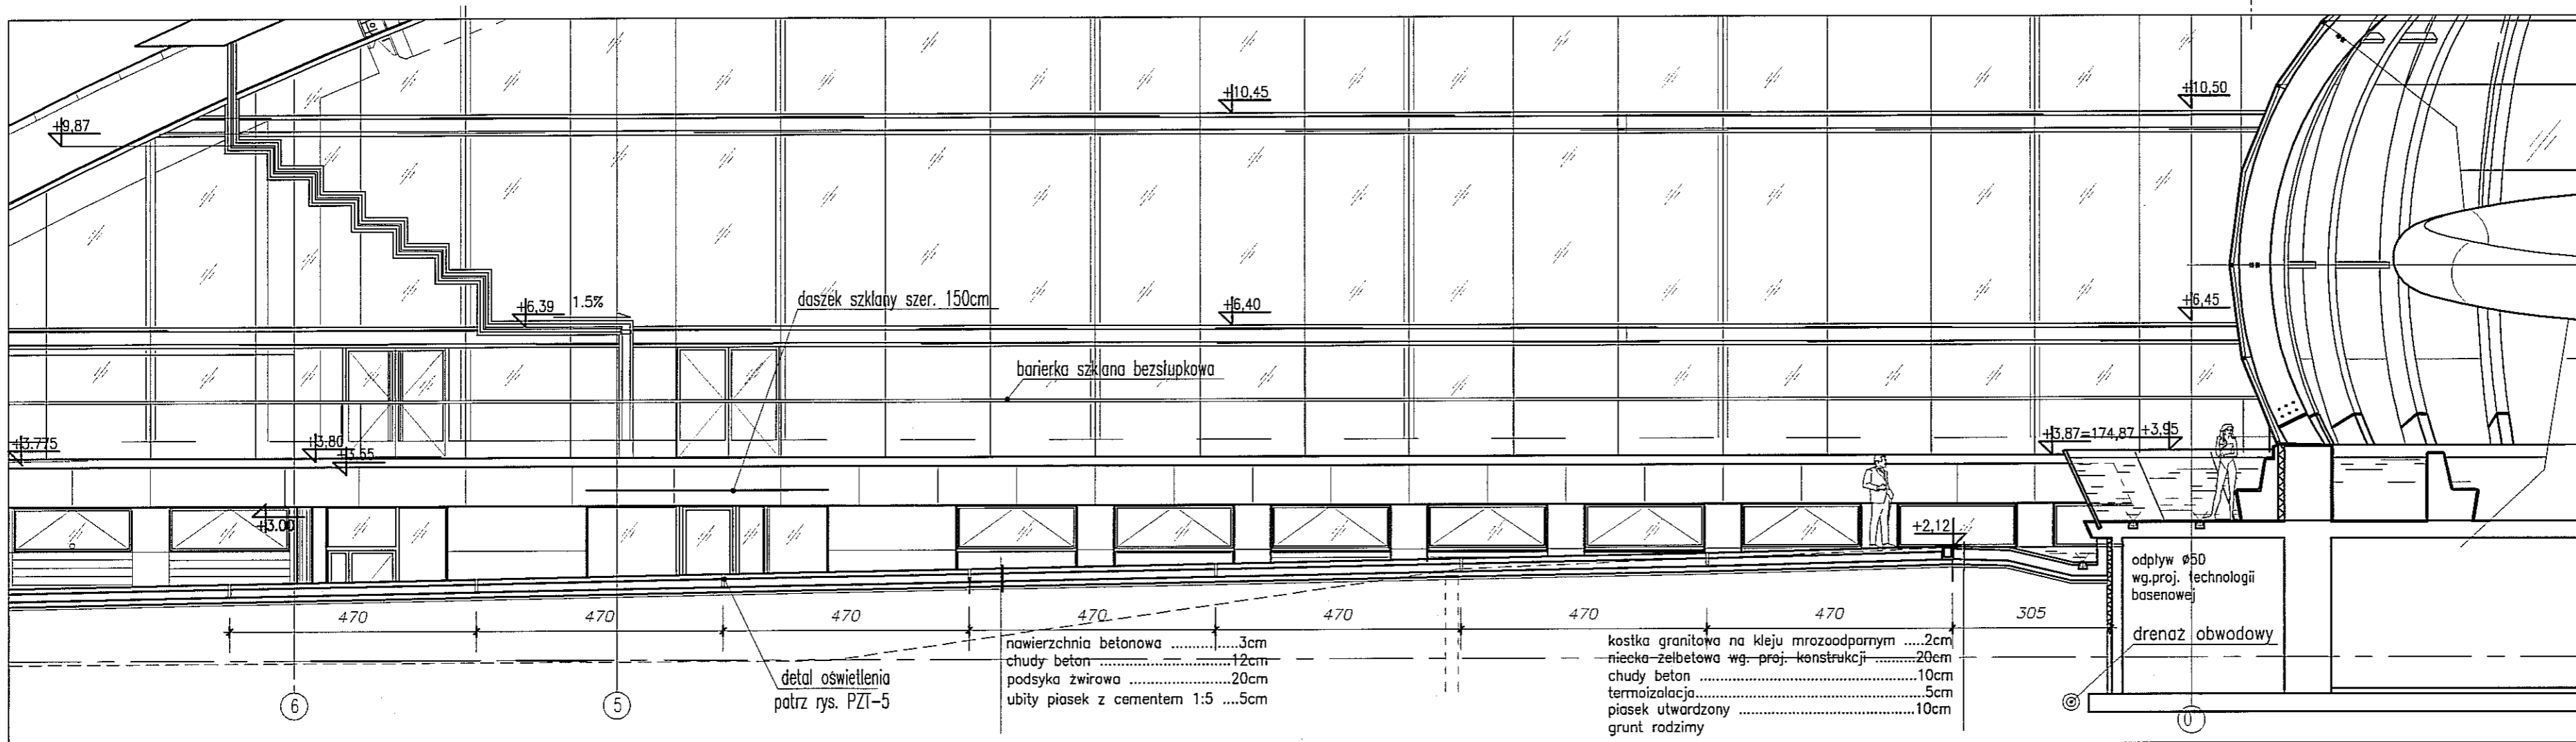 +10,45
+10,50
+9,87
+6,39 1.5%
daszek szklany szer. 150cm
+6,40
+6,45
barierka szklana bezsłupkowa
+3.775
+3,80
+3,55
+3,87=174,87 +3,95
+3.00
+2,12
odpływ ø50
wg.proj. technologii
basenowej
470 470 470 470 470 470 470 305
drenaż obwodowy
nawierzchnia betonowa .............3cm
chudy beton ........................12cm
podsyka żwirowa ..................20cm
ubity piasek z cementem 1:5 ....5cm
kostka granitowa na kleju mrozoodpornym .....2cm
niecka żelbetowa wg. proj. konstrukcji .........20cm
chudy beton .........................................10cm
termoizolacja...........................................5cm
piasek utwardzony .................................10cm
grunt rodzimy
detal oświetlenia
patrz rys. PZT-5
6 5 0